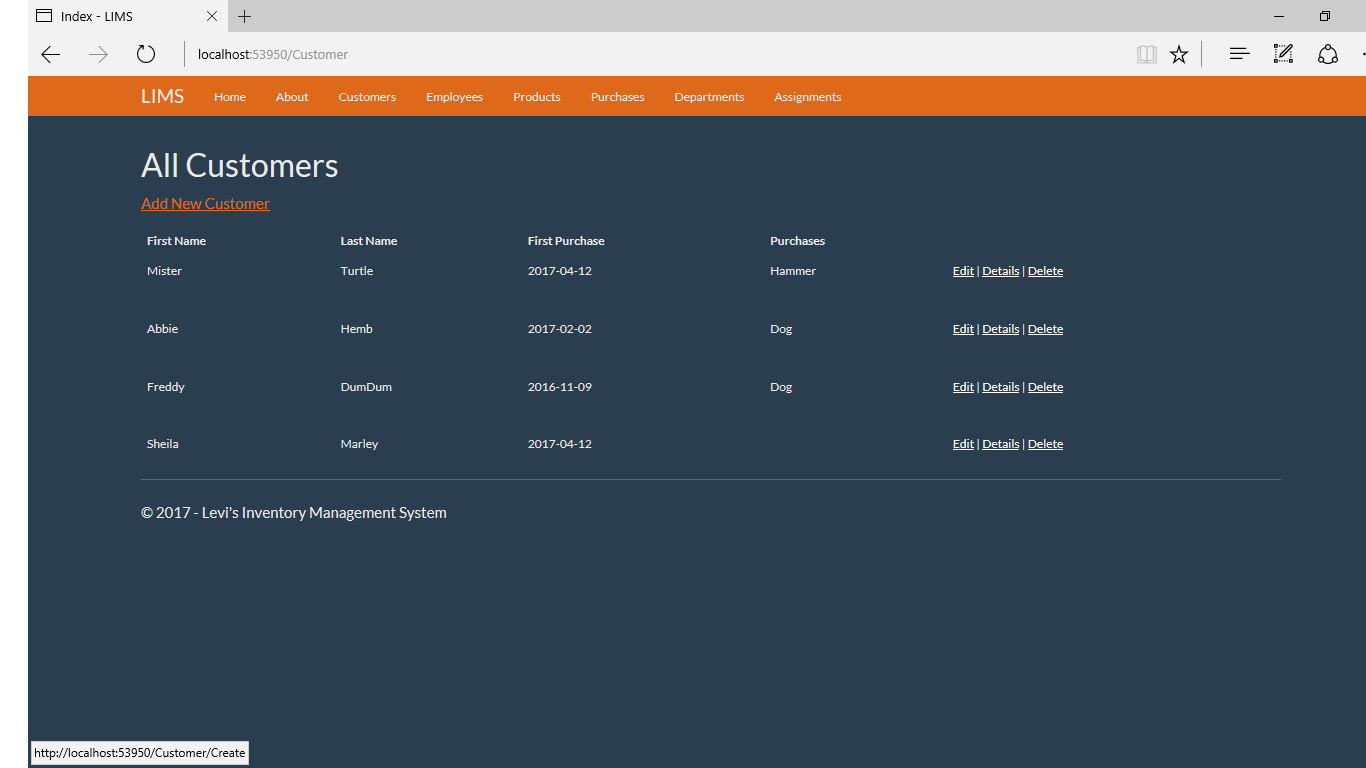 Index - LIMS
localhost:53950/Customer
LIMS Home About Customers Employees Products Purchases Departments Assignments
All Customers
Add New Customer
First Name Last Name First Purchase Purchases
Mister Turtle 2017-04-12 Hammer Edit | Details | Delete
Abbie Hemb 2017-02-02 Dog Edit | Details | Delete
Freddy DumDum 2016-11-09 Dog Edit | Details | Delete
Sheila Marley 2017-04-12 Edit | Details | Delete
© 2017 - Levi's Inventory Management System
http://localhost:53950/Customer/Create